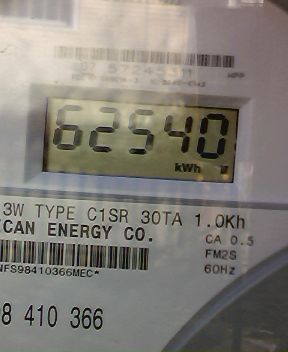 62540
kWh
3W TYPE C1SR 30TA 1.0Kh
CAN ENERGY CO.
CA 0.5
FM2S
60Hz
NFS98410366MEC*
8 410 366